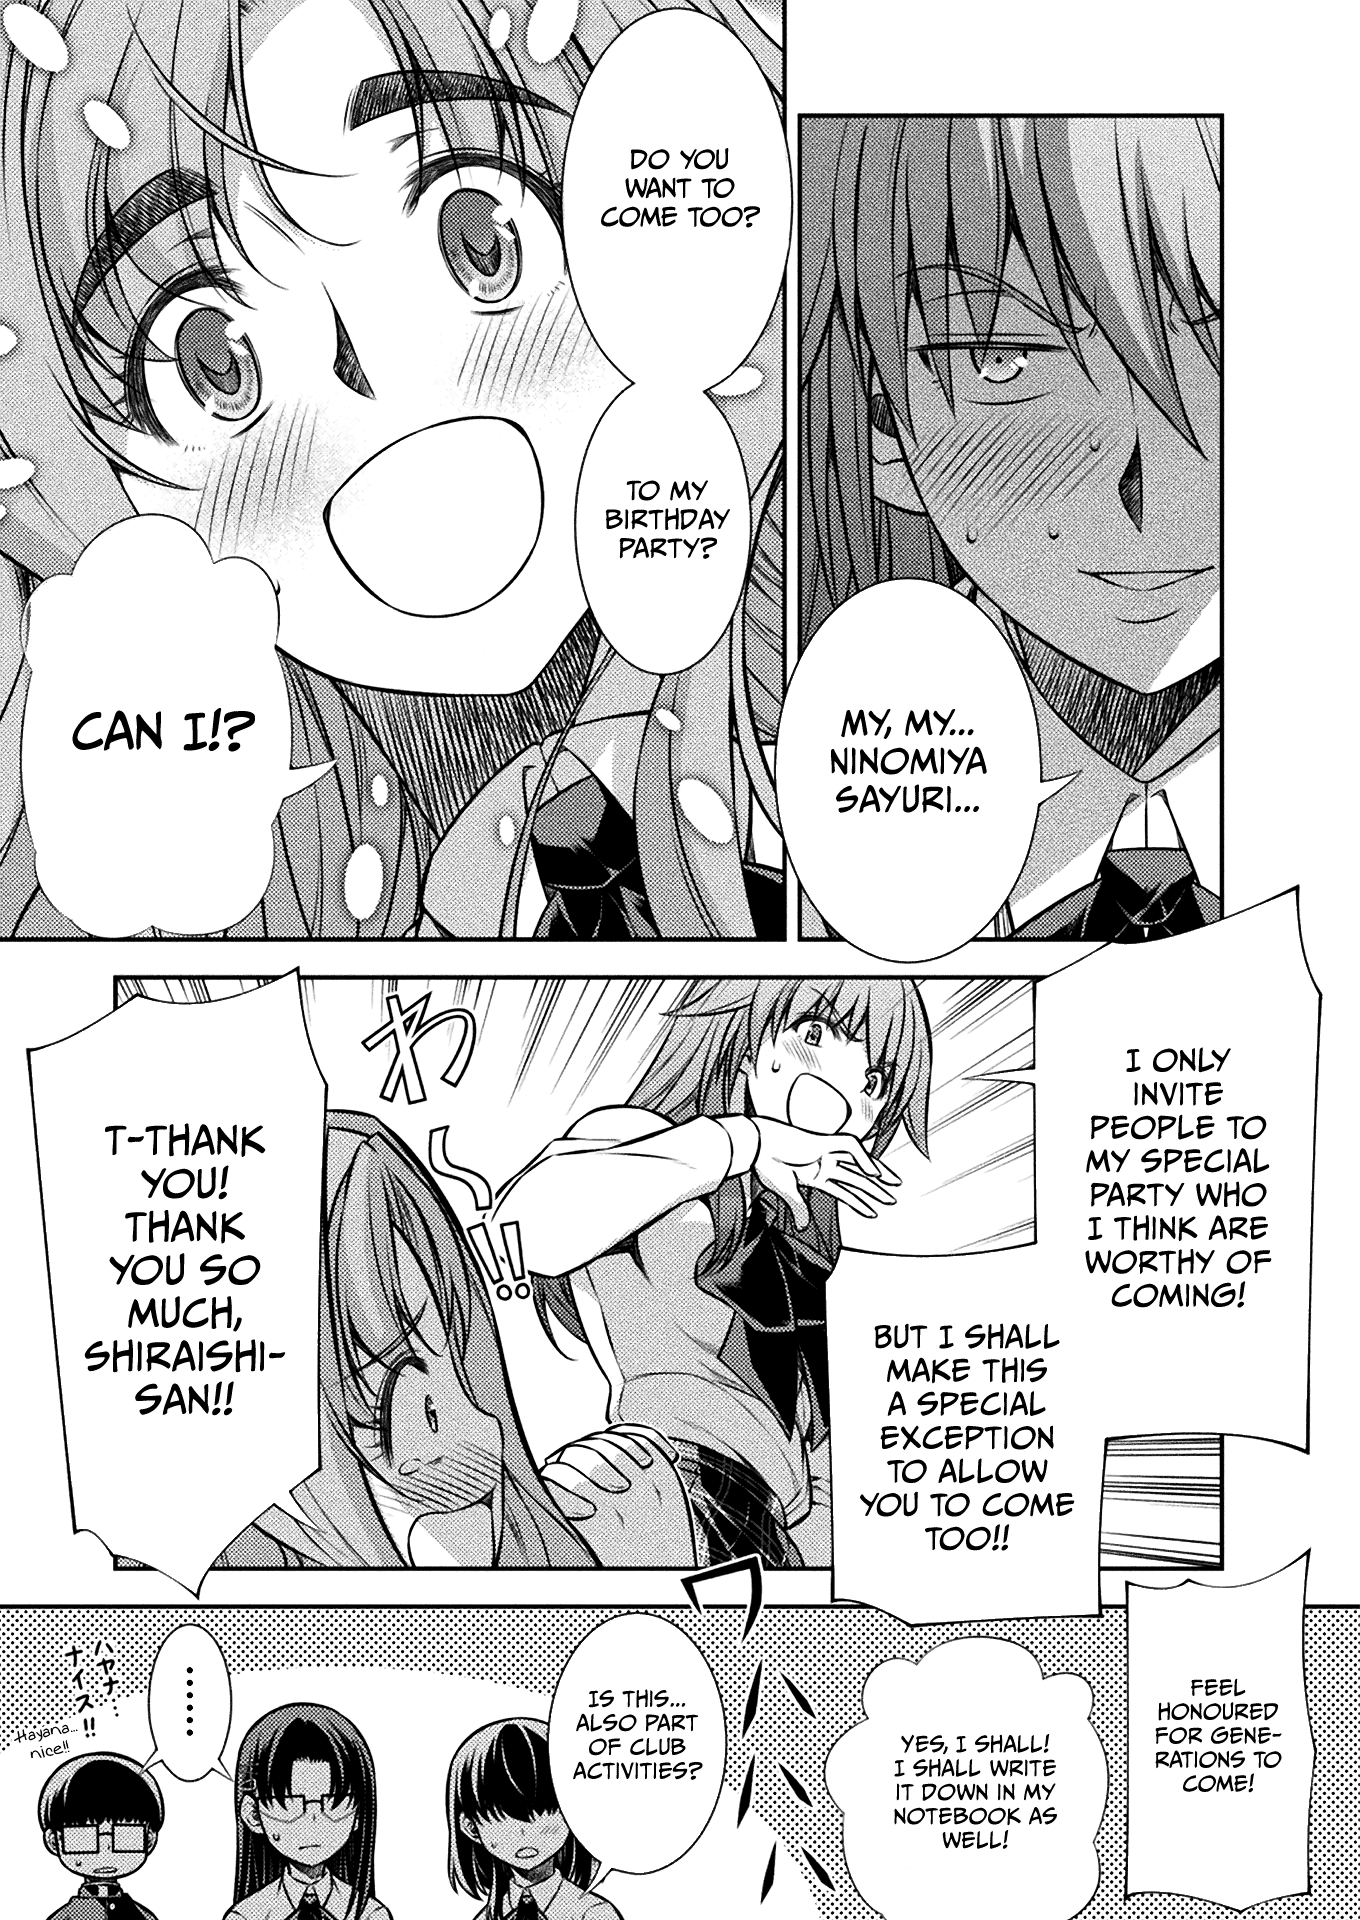 MY, MY...
NINOMIYA
SAYURI...
DO YOU
WANT TO
COME TOO?
TO MY
BIRTHDAY
PARTY?
CAN I!?
I ONLY
INVITE
PEOPLE TO
MY SPECIAL
PARTY WHO
I THINK ARE
WORTHY OF
COMING!
BUT I SHALL
MAKE THIS
A SPECIAL
EXCEPTION
TO ALLOW
YOU TO COME
TOO!!
わ
っ
!!
T-THANK
YOU!
THANK
YOU SO
MUCH,
SHIRAISHI-
SAN!!
FEEL
HONOURED
FOR GENE-
RATIONS TO
COME!
YES, I SHALL!
I SHALL WRITE
IT DOWN IN MY
NOTEBOOK AS
WELL!
ワ
IS THIS...
ALSO PART
OF CLUB
ACTIVITIES?
......
ハヤナ…
ナイス!!
Hayana...
nice!!